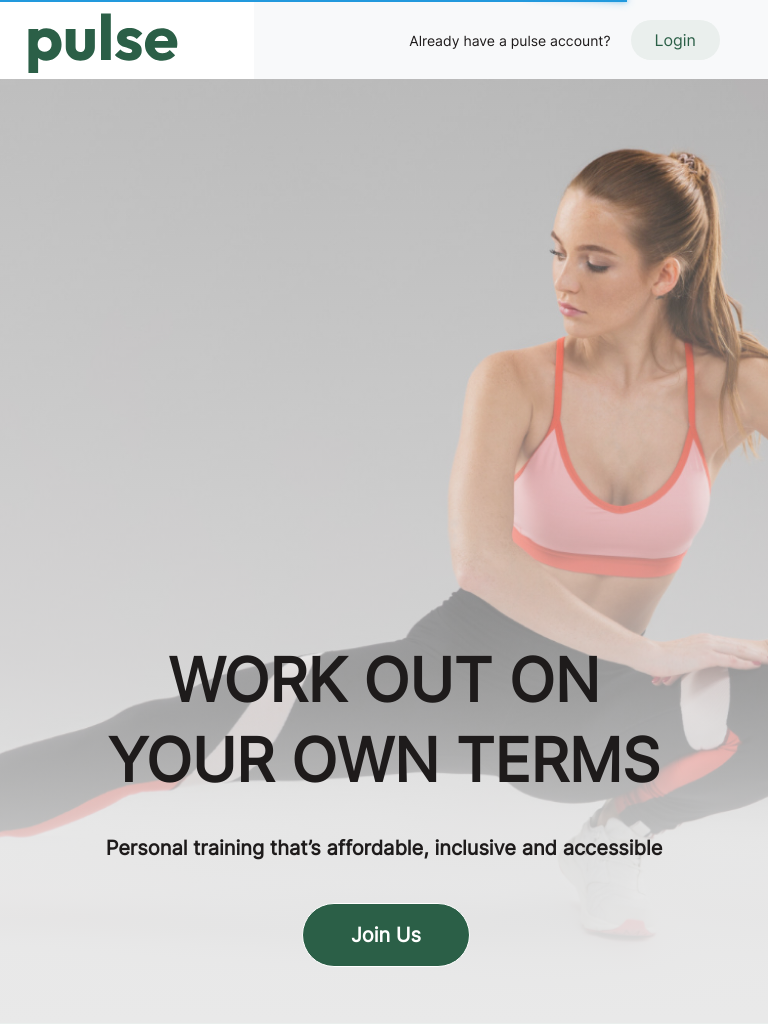 pulse
Already have a pulse account?
Login
WORK OUT ON
YOUR OWN TERMS
Personal training that’s affordable, inclusive and accessible
Join Us